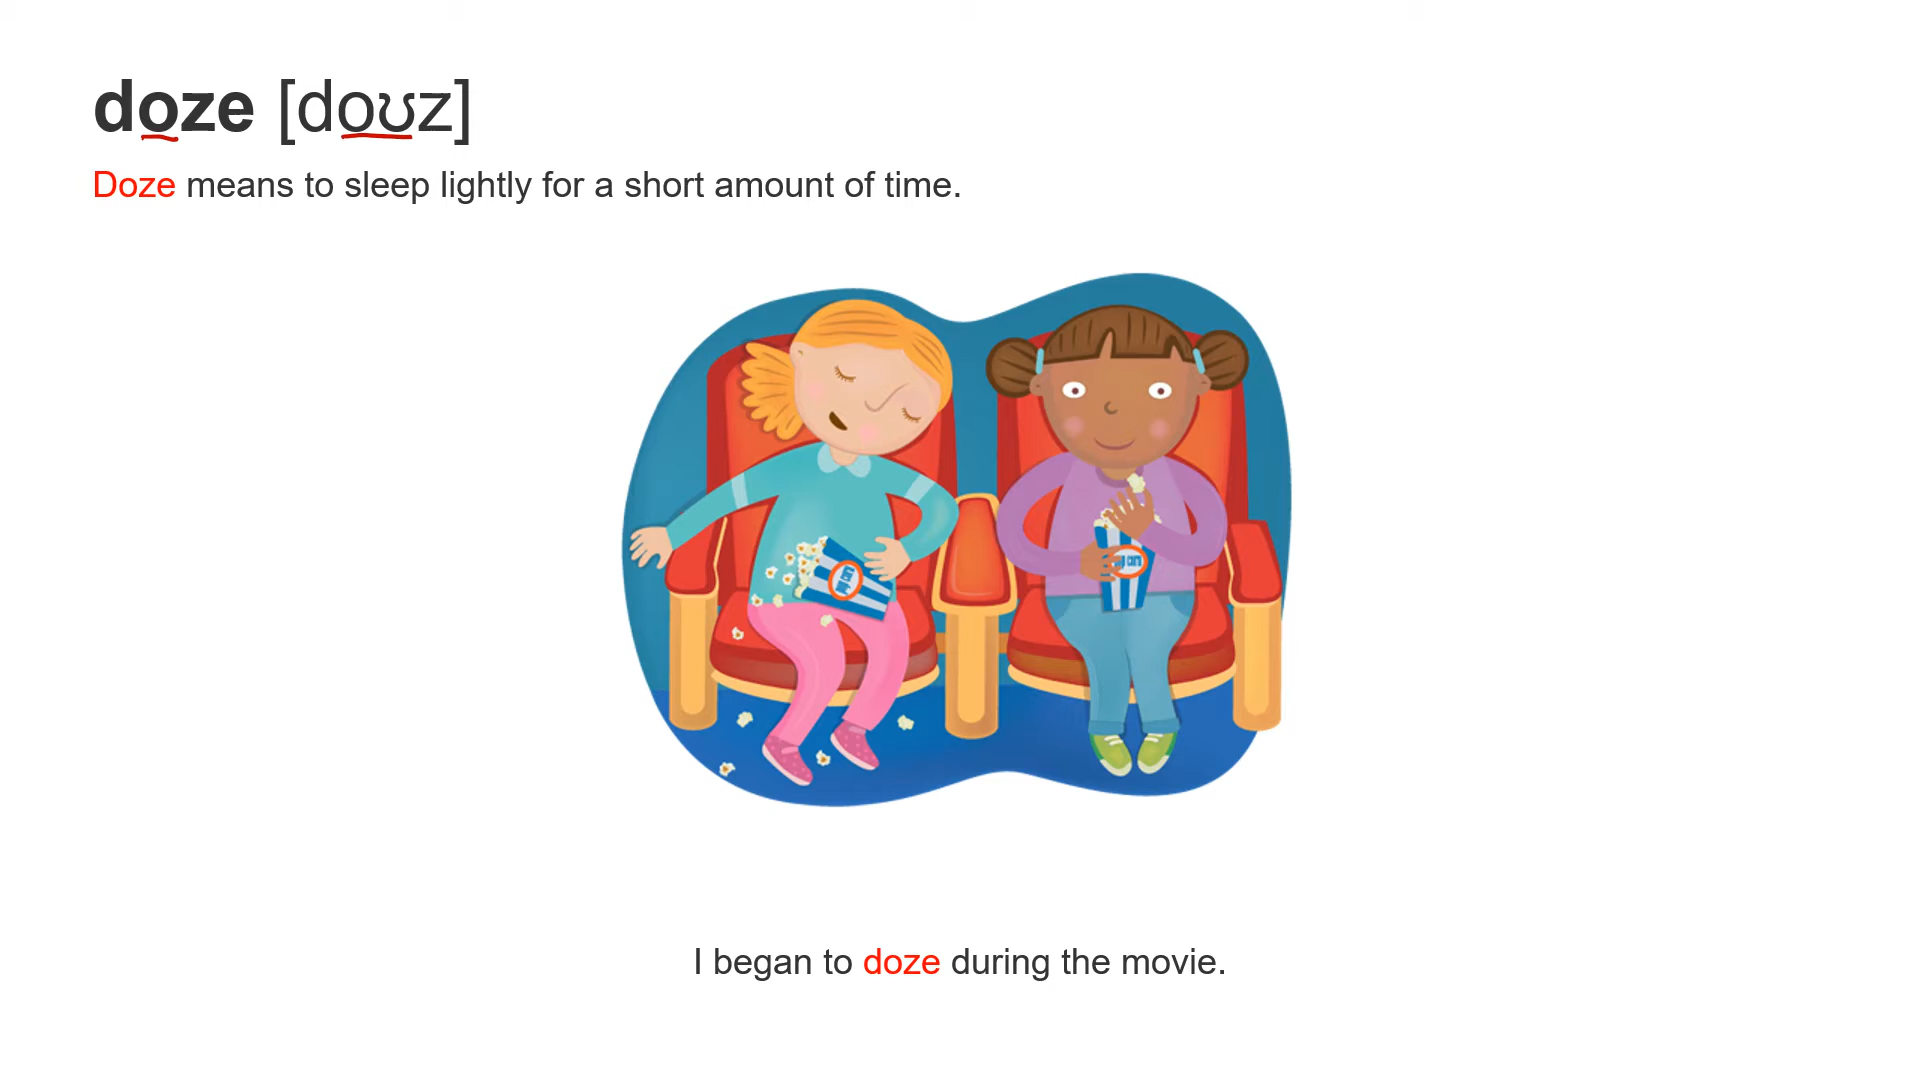 doze [doʊz]
Doze means to sleep lightly for a short amount of time.
I began to doze during the movie.